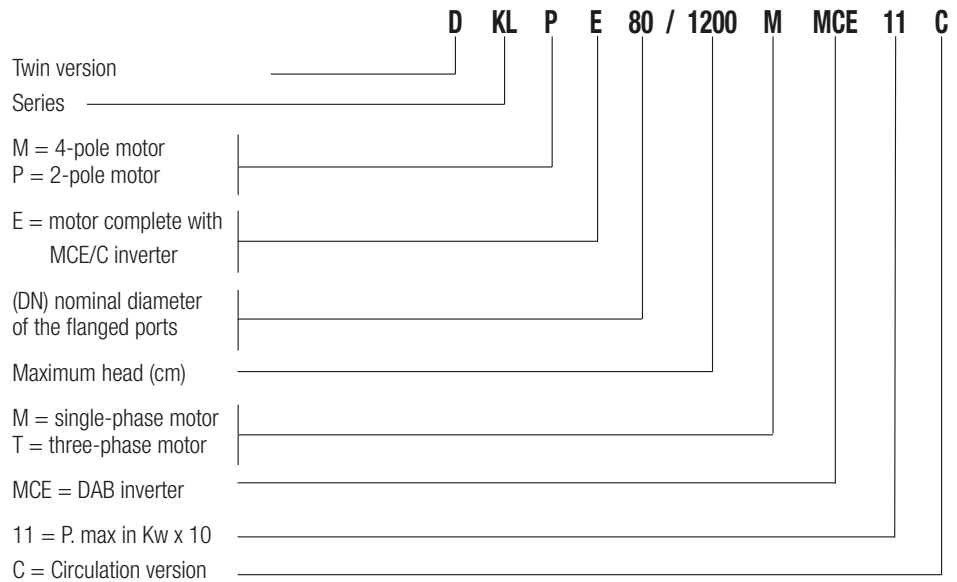 D KL P E 80 / 1200 M MCE 11 C
Twin version
Series
M = 4-pole motor
P = 2-pole motor
E = motor complete with
MCE/C inverter
(DN) nominal diameter
of the flanged ports
Maximum head (cm)
M = single-phase motor
T = three-phase motor
MCE = DAB inverter
11 = P. max in Kw x 10
C = Circulation version